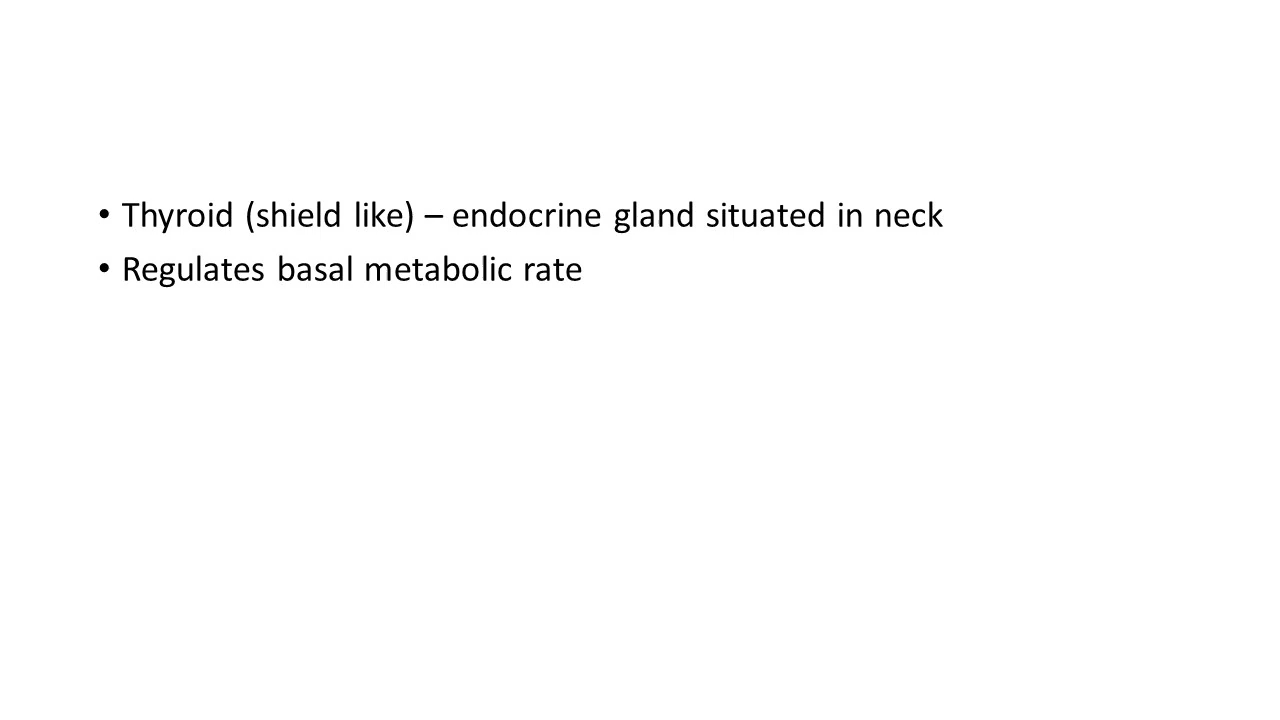 • Thyroid (shield like) – endocrine gland situated in neck
• Regulates basal metabolic rate